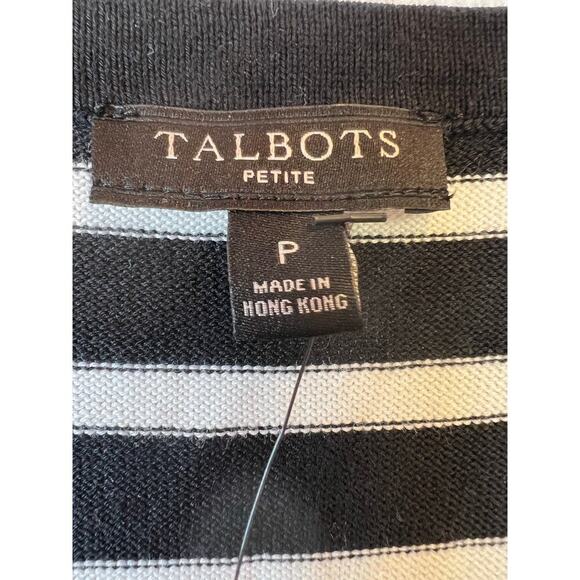 TALBOTS
PETITE
P
MADE IN
HONG KONG